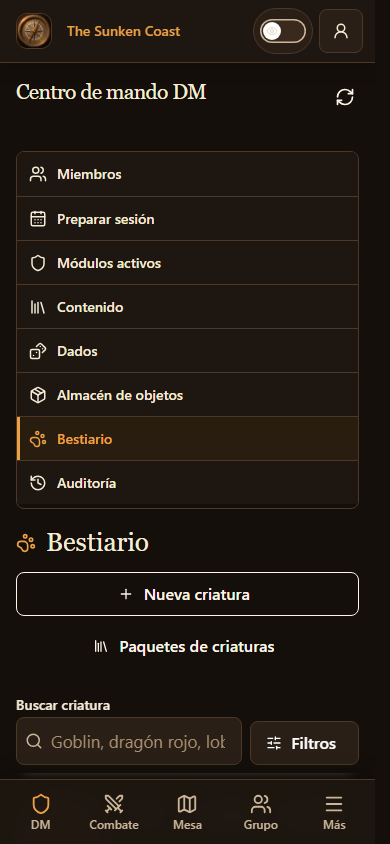 The Sunken Coast
Centro de mando DM
Miembros
Preparar sesión
Módulos activos
Contenido
Dados
Almacén de objetos
Bestiario
Auditoría
Bestiario
Nueva criatura
Paquetes de criaturas
Buscar criatura
Goblin, dragón rojo, lob
Filtros
DM
Combate
Mesa
Grupo
Más